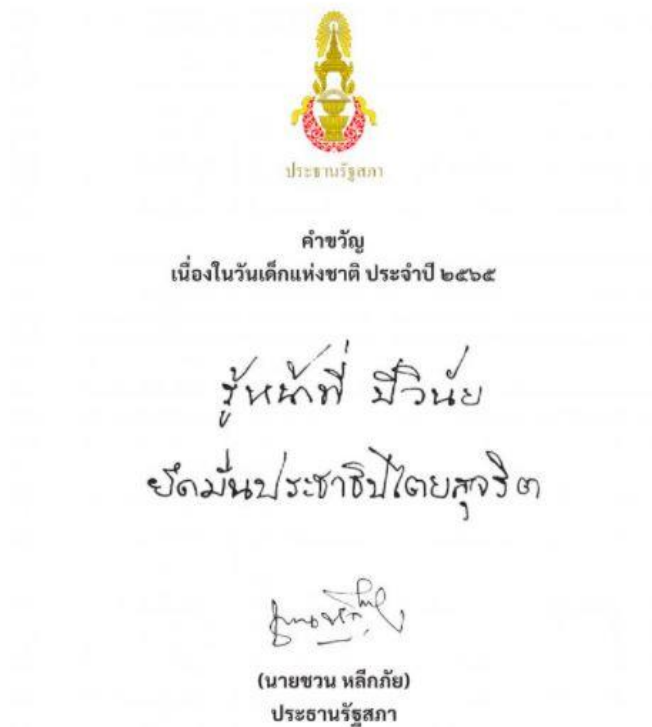 ประธานรัฐสภา
คำขวัญ
เนื่องในวันเด็กแห่งชาติ ประจำปี ๒๕๖๕
รู้หน้าที่ มีวินัย
ยึดมั่นประชาธิปไตยสุจริต
(นายชวน หลีกภัย)
ประธานรัฐสภา